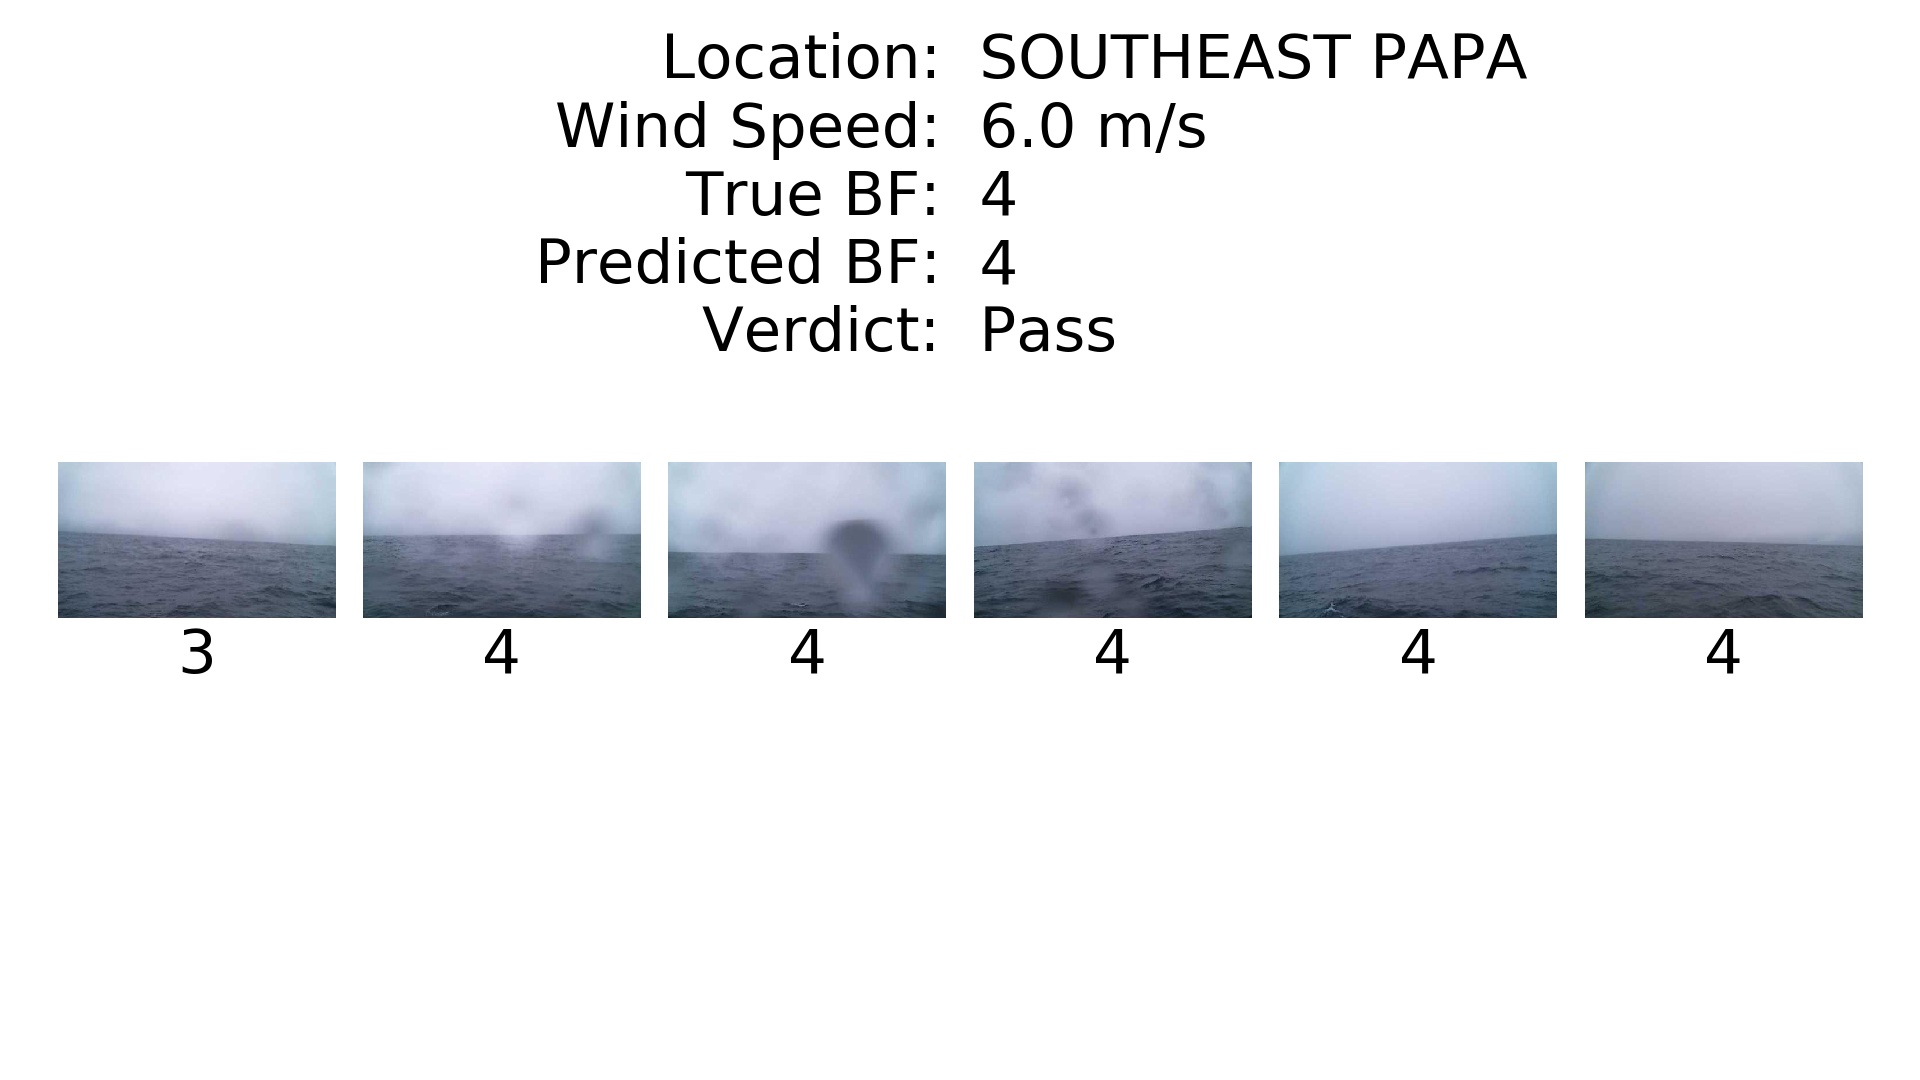 Location: SOUTHEAST PAPA
Wind Speed: 6.0 m/s
True BF: 4
Predicted BF: 4
Verdict: Pass
3 4 4 4 4 4